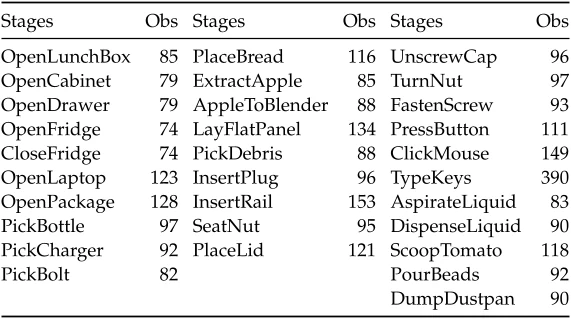 Stages Obs Stages Obs Stages Obs
OpenLunchBox 85 PlaceBread 116 UnscrewCap 96
OpenCabinet 79 ExtractApple 85 TurnNut 97
OpenDrawer 79 AppleToBlender 88 FastenScrew 93
OpenFridge 74 LayFlatPanel 134 PressButton 111
CloseFridge 74 PickDebris 88 ClickMouse 149
OpenLaptop 123 InsertPlug 96 TypeKeys 390
OpenPackage 128 InsertRail 153 AspirateLiquid 83
PickBottle 97 SeatNut 95 DispenseLiquid 90
PickCharger 92 PlaceLid 121 ScoopTomato 118
PickBolt 82 PourBeads 92
DumpDustpan 90